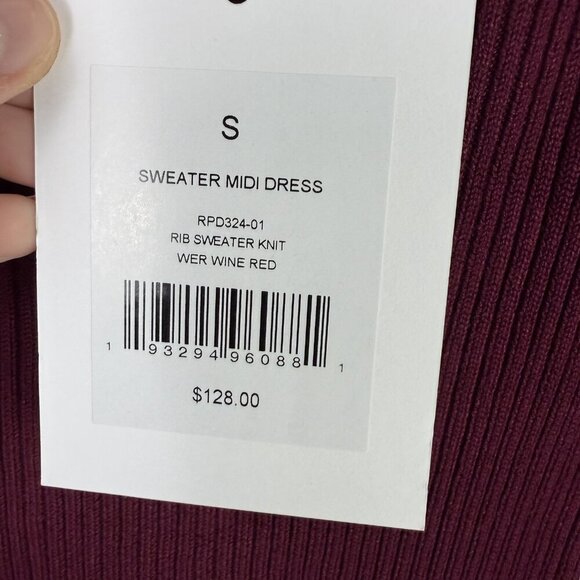 S
SWEATER MIDI DRESS
RPD324-01
RIB SWEATER KNIT
WER WINE RED
1 93294 96088 1
$128.00